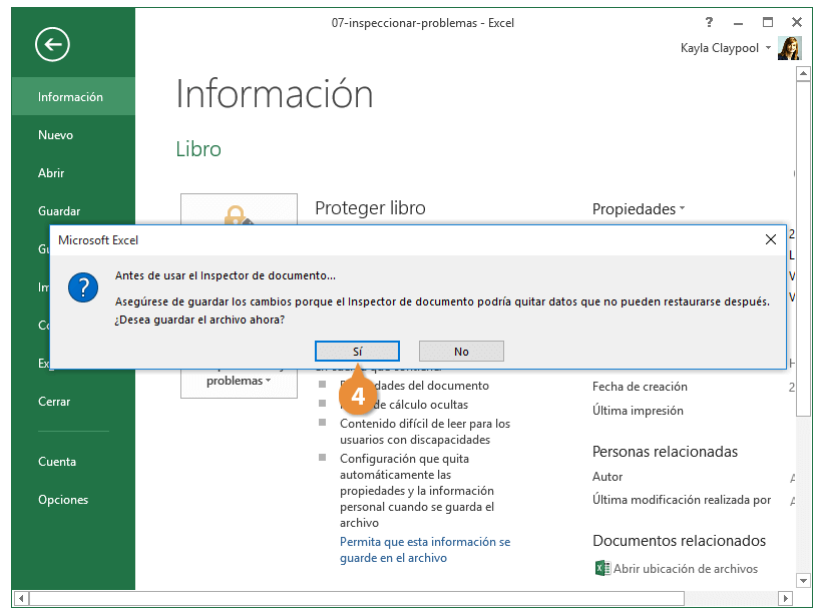 07-inspeccionar-problemas - Excel
?
Kayla Claypool
Información
Nuevo
Abrir
Guardar
Cerrar
Cuenta
Opciones
Información
Libro
Proteger libro
Propiedades
Microsoft Excel
Antes de usar el Inspector de documento...
Asegúrese de guardar los cambios porque el Inspector de documento podría quitar datos que no pueden restaurarse después.
¿Desea guardar el archivo ahora?
Sí
No
4
problemas
del documento
de cálculo ocultas
Contenido difícil de leer para los
usuarios con discapacidades
Configuración que quita
automáticamente las
propiedades y la información
personal cuando se guarda el
archivo
Permita que esta información se
guarde en el archivo
Fecha de creación
Última impresión
Personas relacionadas
Autor
Última modificación realizada por
Documentos relacionados
Abrir ubicación de archivos